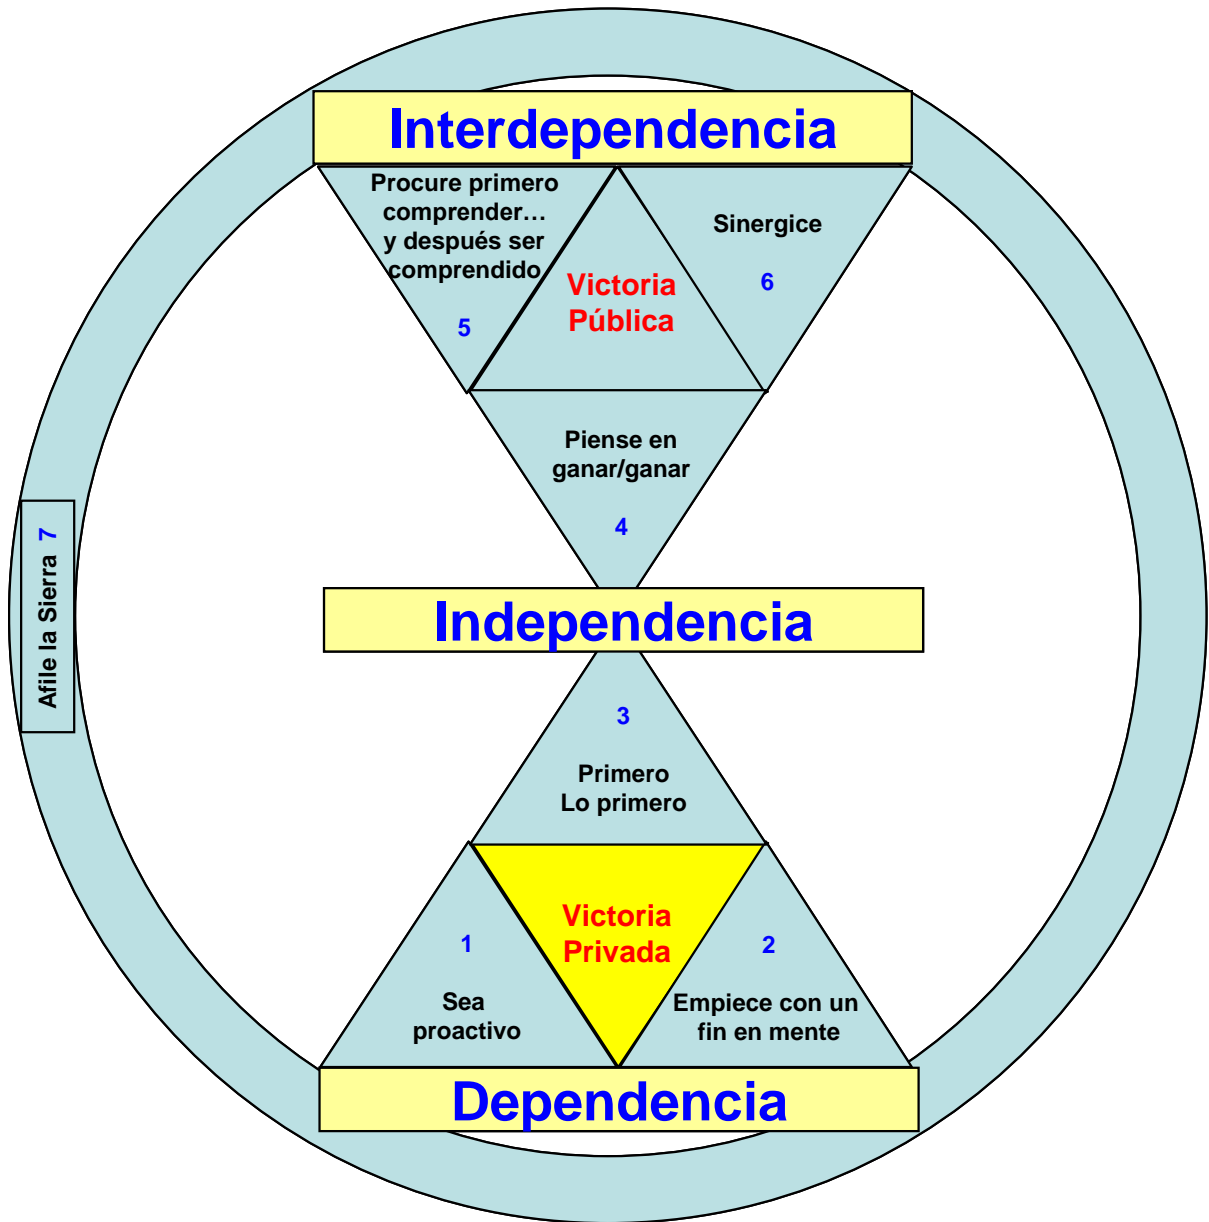 Interdependencia
Procure primero
comprender…
y después ser
comprendido
5
Victoria
Pública
Sinergice
6
Piense en
ganar/ganar
4
Afile la Sierra 7
Independencia
3
Primero
Lo primero
Victoria
Privada
1
Sea
proactivo
2
Empiece con un
fin en mente
Dependencia